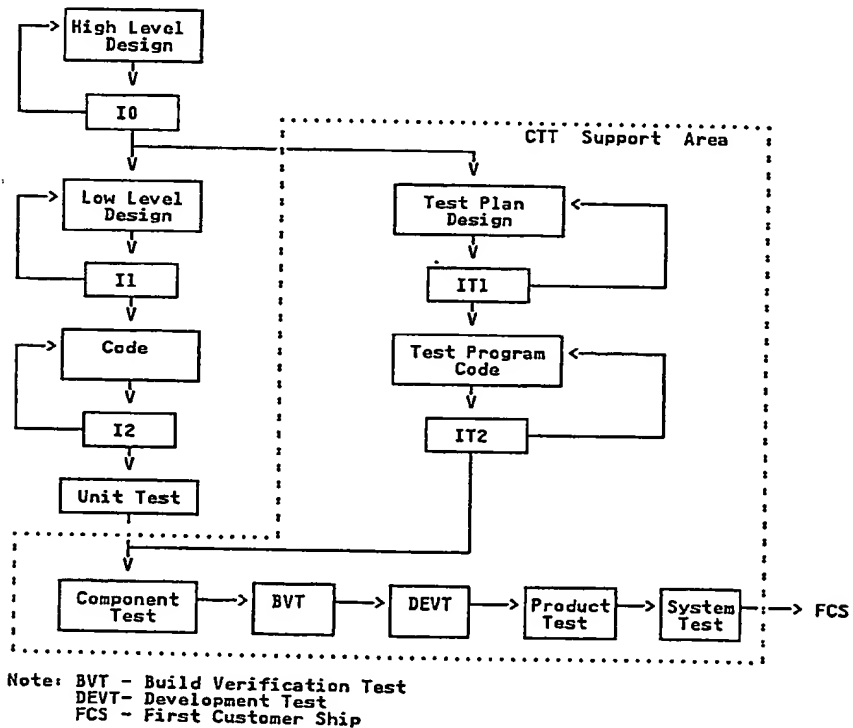 High Level
Design
I0
CTT Support Area
Low Level
Design
Test Plan
Design
I1
IT1
Code
Test Program
Code
I2
IT2
Unit Test
Component
Test
BVT
DEVT
Product
Test
System
Test
FCS
Note: BVT - Build Verification Test
DEVT- Development Test
FCS - First Customer Ship